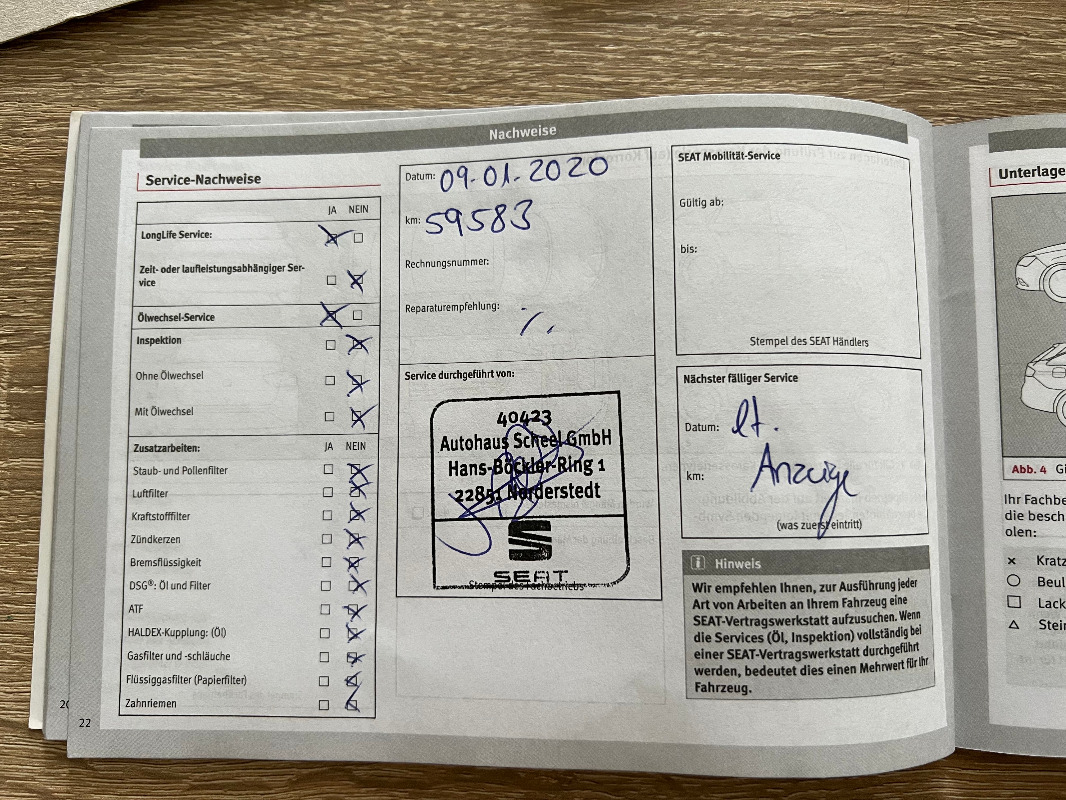 Nachweise
Service-Nachweise
JA NEIN
LongLife Service:
Zeit- oder laufleistungsabhängiger Ser-
vice
Ölwechsel-Service
Inspektion
Ohne Ölwechsel
Mit Ölwechsel
Zusatzarbeiten: JA NEIN
Staub- und Pollenfilter
Luftfilter
Kraftstofffilter
Zündkerzen
Bremsflüssigkeit
DSG®: Öl und Filter
ATF
HALDEX-Kupplung: (Öl)
Gasfilter und -schläuche
Flüssiggasfilter (Papierfilter)
Zahnriemen
22
Datum: 09.01.2020
km: 59583
Rechnungsnummer:
Reparaturempfehlung: ./.
Service durchgeführt von:
40423
Autohaus Scheel GmbH
Hans-Böckler-Ring 1
22851 Norderstedt
SEAT
Stempel des Fachbetriebs
SEAT Mobilität-Service
Gültig ab:
bis:
Stempel des SEAT Händlers
Nächster fälliger Service
Datum: lt.
km: Anzeige
(was zuerst eintritt)
i Hinweis
Wir empfehlen Ihnen, zur Ausführung jeder
Art von Arbeiten an Ihrem Fahrzeug eine
SEAT-Vertragswerkstatt aufzusuchen. Wenn
die Services (Öl, Inspektion) vollständig bei
einer SEAT-Vertragswerkstatt durchgeführt
werden, bedeutet dies einen Mehrwert für Ihr
Fahrzeug.
Unterlage
Abb. 4 Gi
Ihr Fachbe
die besch
olen:
Kratz
Beul
Lack
Stein